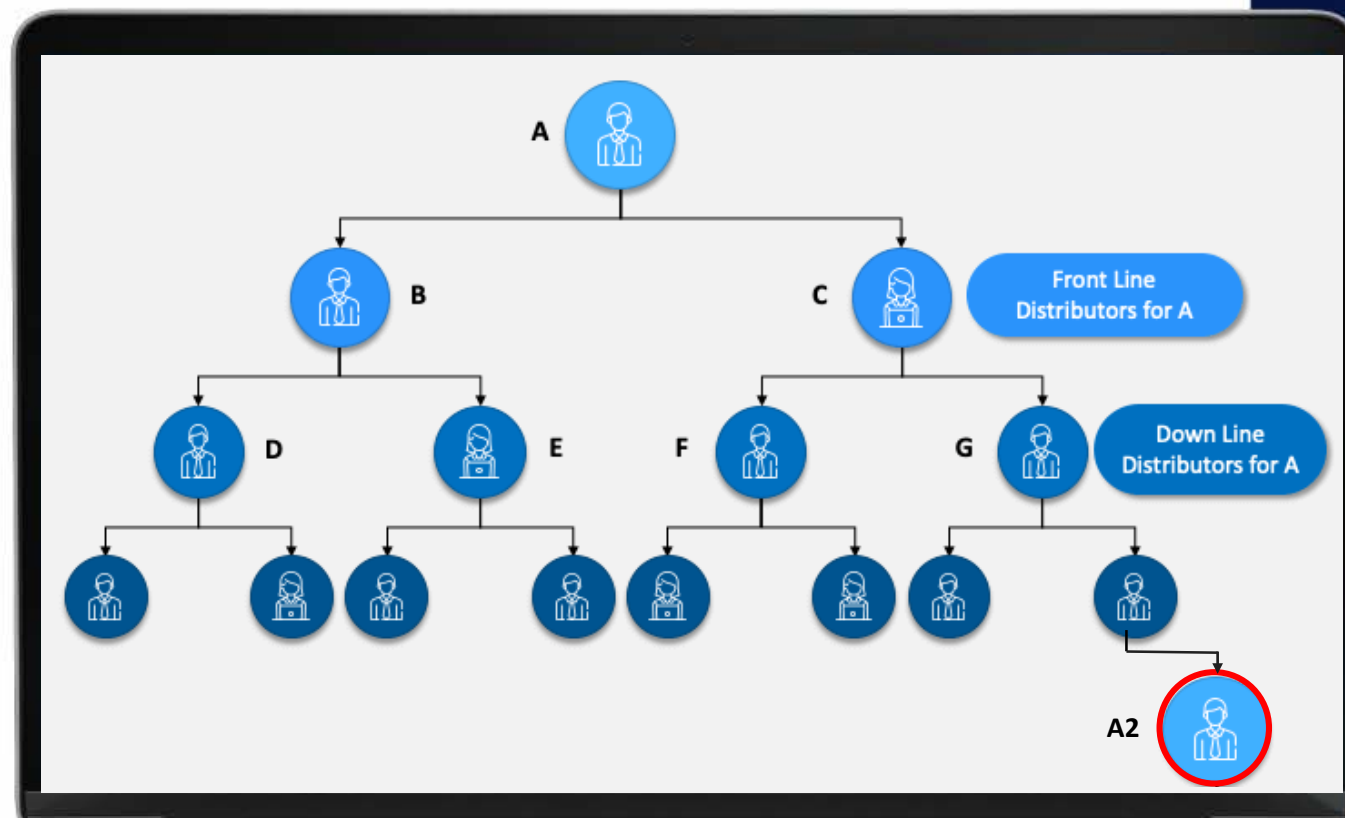 A
B
C
Front Line
Distributors for A
D
E
F
G
Down Line
Distributors for A
A2